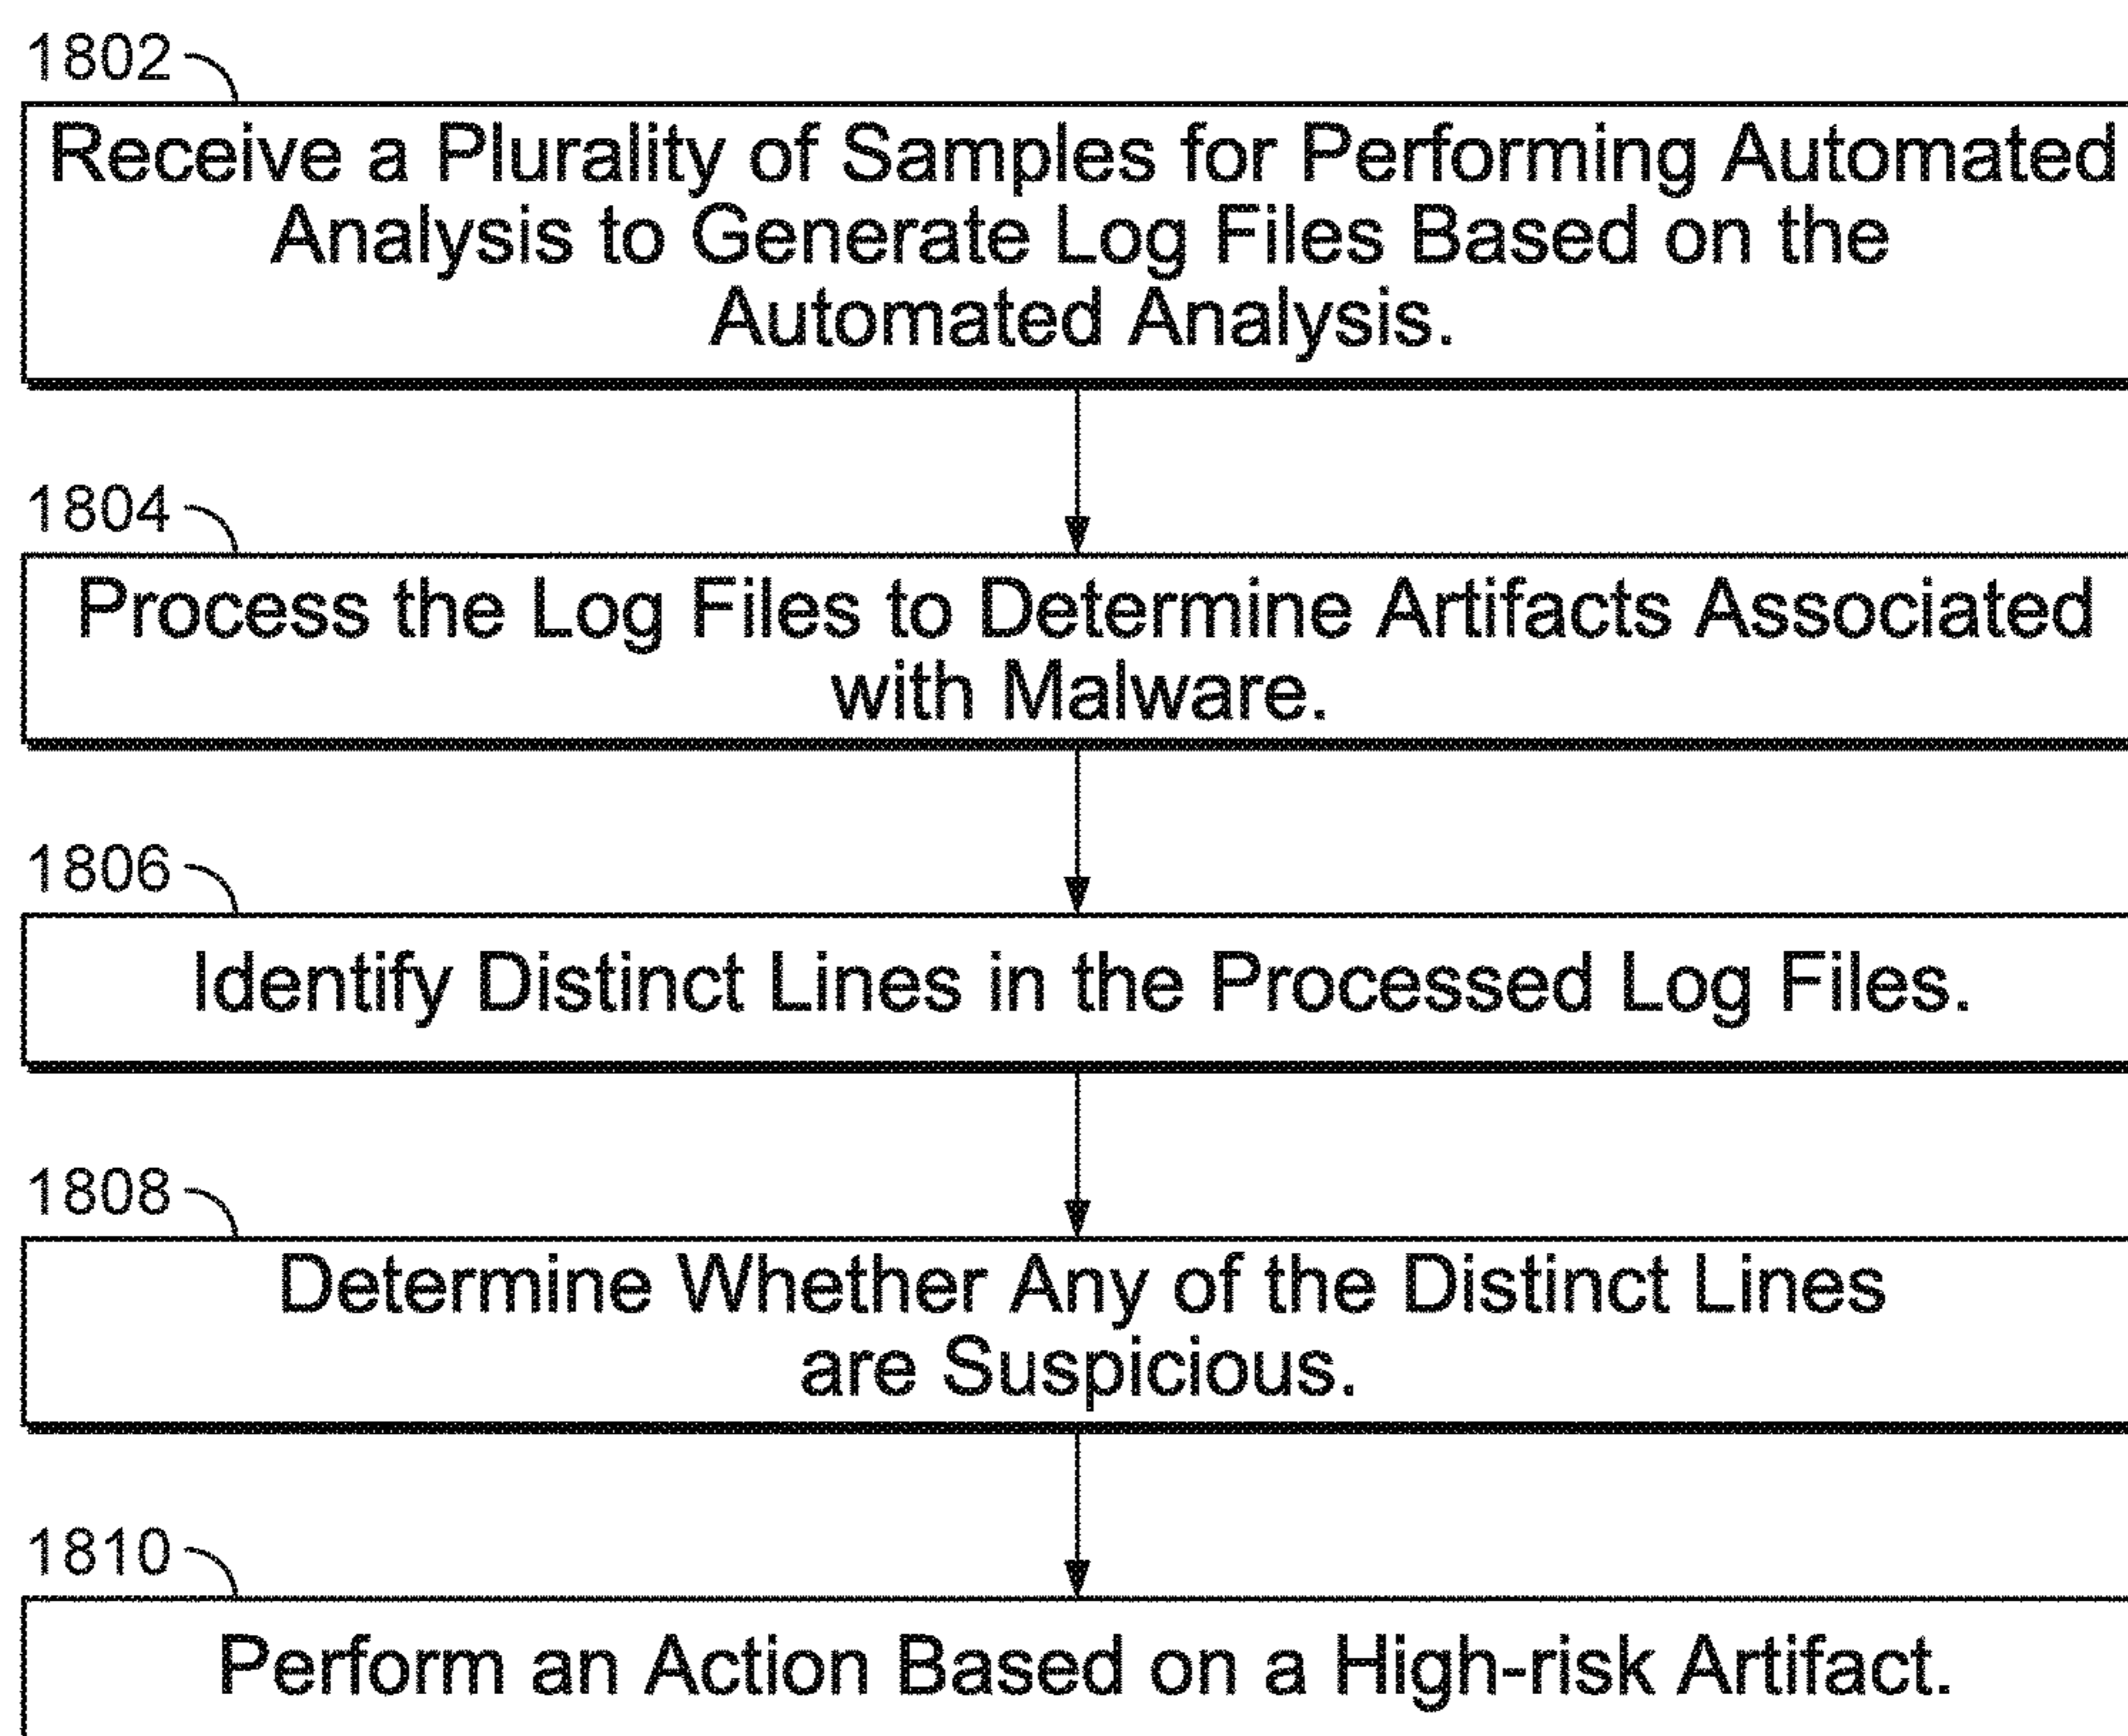 1802
Receive a Plurality of Samples for Performing Automated
Analysis to Generate Log Files Based on the
Automated Analysis.
1804
Process the Log Files to Determine Artifacts Associated
with Malware.
1806
Identify Distinct Lines in the Processed Log Files.
1808
Determine Whether Any of the Distinct Lines
are Suspicious.
1810
Perform an Action Based on a High-risk Artifact.